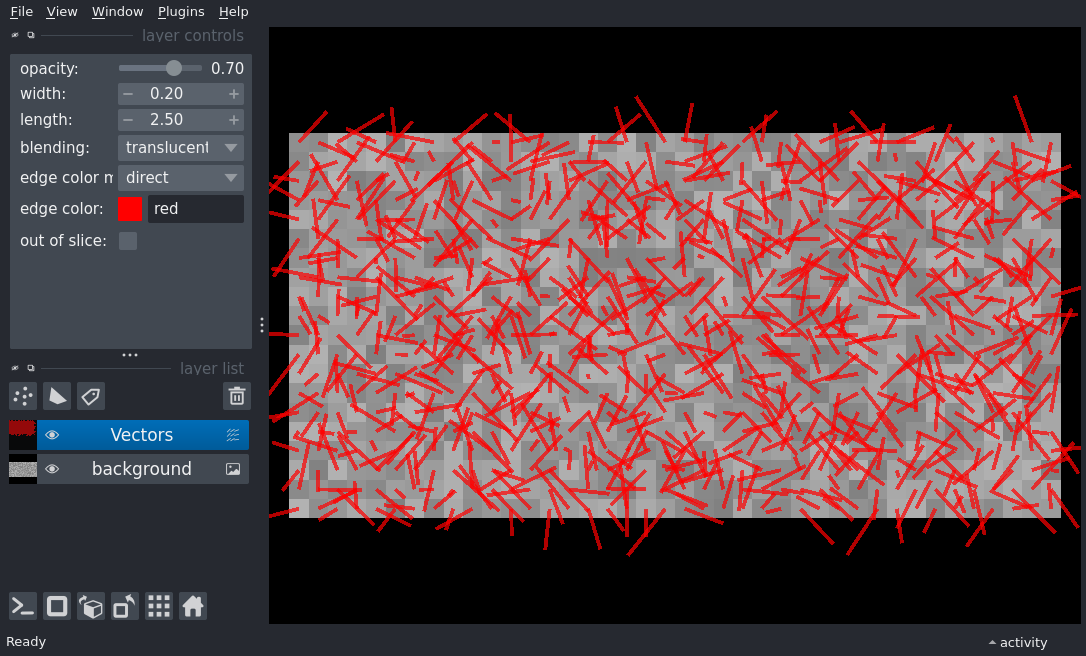 File View Window Plugins Help
layer controls
opacity: 0.70
width: − 0.20 +
length: − 2.50 +
blending: translucent
edge color m direct
edge color: red
out of slice:
layer list
Vectors
background
Ready
activity